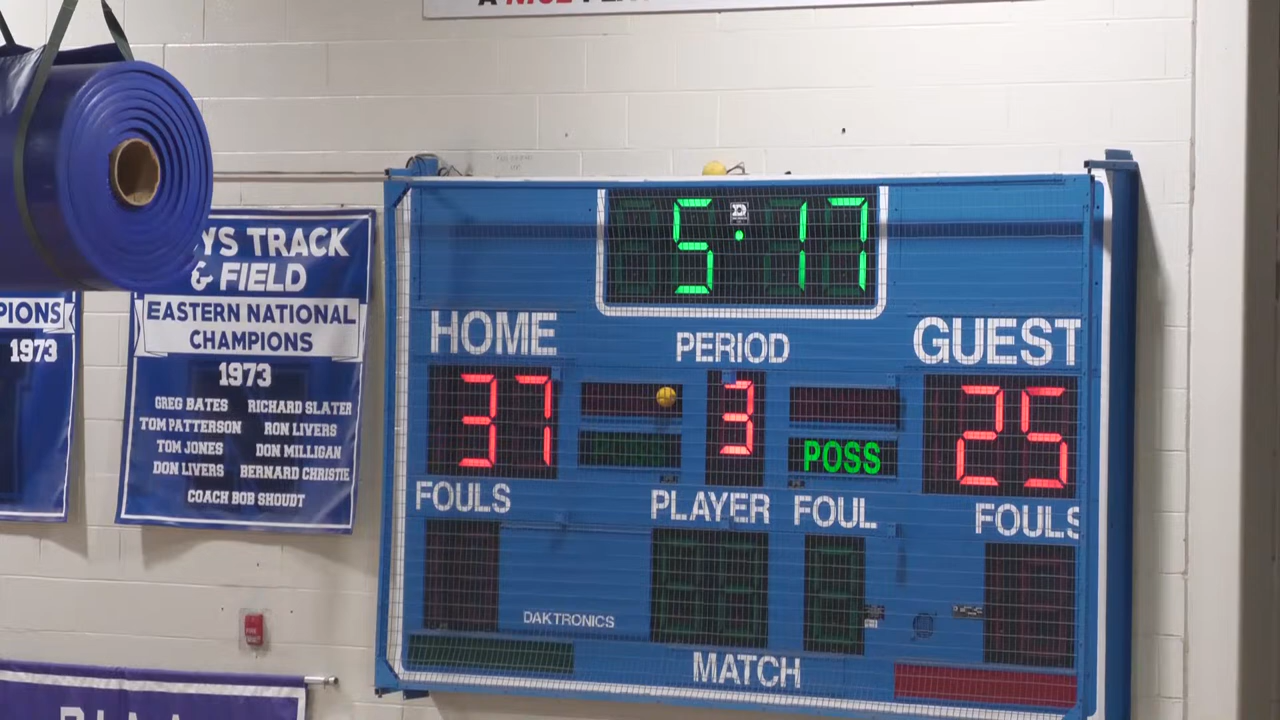 A NICE
YS TRACK
& FIELD
EASTERN NATIONAL
CHAMPIONS
1973
GREG BATES RICHARD SLATER
TOM PATTERSON RON LIVERS
TOM JONES DON MILLIGAN
DON LIVERS BERNARD CHRISTIE
COACH BOB SHOUDT
PIONS
1973
5:17
HOME PERIOD GUEST
37 3 25
POSS
FOULS PLAYER FOUL FOULS
DAKTRONICS
MATCH